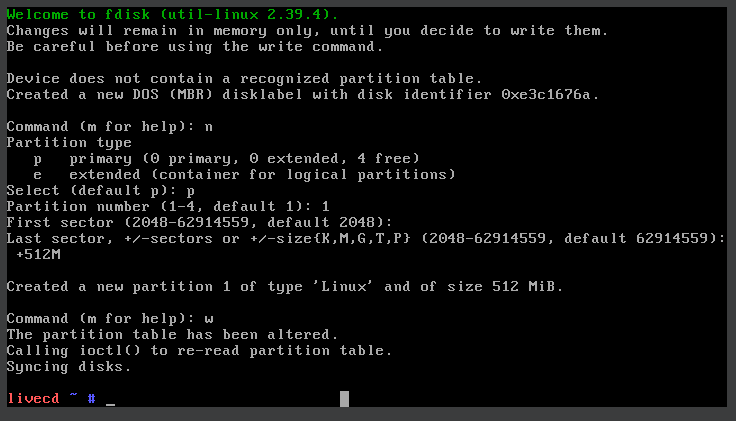 Welcome to fdisk (util-linux 2.39.4).
Changes will remain in memory only, until you decide to write them.
Be careful before using the write command.
Device does not contain a recognized partition table.
Created a new DOS (MBR) disklabel with disk identifier 0xe3c1676a.
Command (m for help): n
Partition type
   p   primary (0 primary, 0 extended, 4 free)
   e   extended (container for logical partitions)
Select (default p): p
Partition number (1-4, default 1): 1
First sector (2048-62914559, default 2048):
Last sector, +/-sectors or +/-size{K,M,G,T,P} (2048-62914559, default 62914559):
 +512M
Created a new partition 1 of type 'Linux' and of size 512 MiB.
Command (m for help): w
The partition table has been altered.
Calling ioctl() to re-read partition table.
Syncing disks.
livecd ~ # _